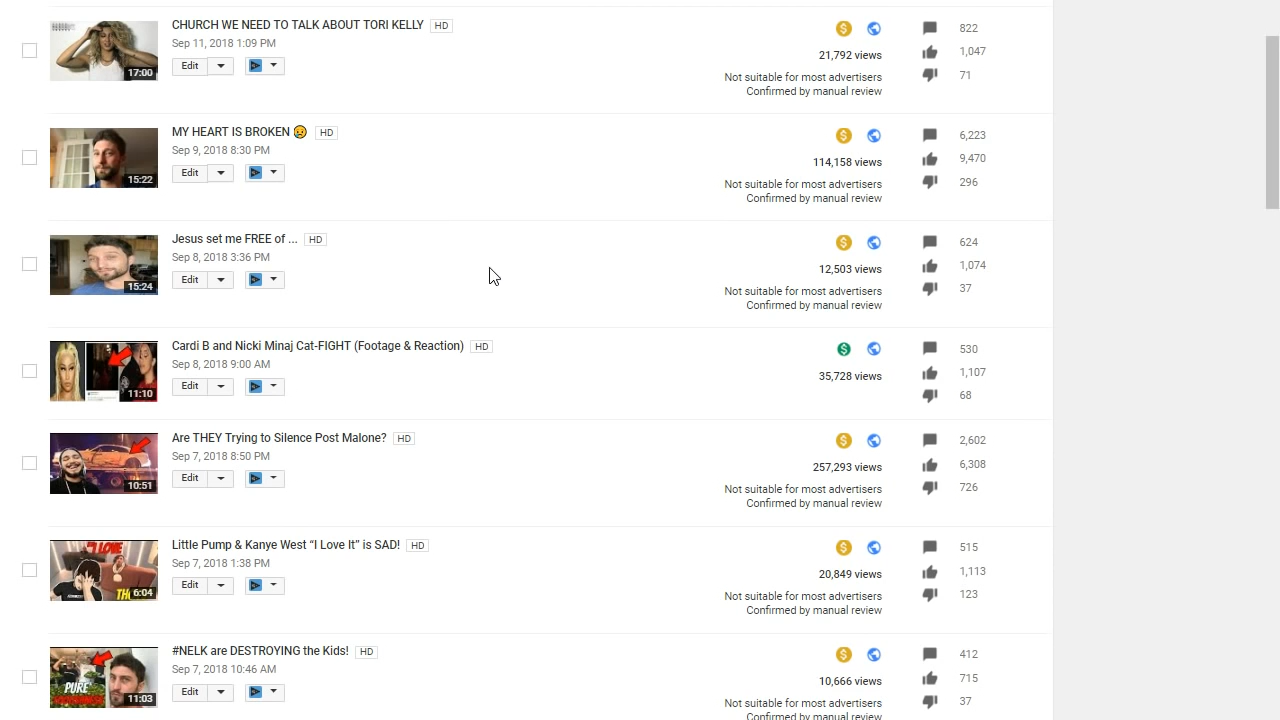 CHURCH WE NEED TO TALK ABOUT TORI KELLY HD
Sep 11, 2018 1:09 PM
Edit
17:00
21,792 views
Not suitable for most advertisers
Confirmed by manual review
822
1,047
71
MY HEART IS BROKEN 😢 HD
Sep 9, 2018 8:30 PM
Edit
15:22
114,158 views
Not suitable for most advertisers
Confirmed by manual review
6,223
9,470
296
Jesus set me FREE of ... HD
Sep 8, 2018 3:36 PM
Edit
15:24
12,503 views
Not suitable for most advertisers
Confirmed by manual review
624
1,074
37
Cardi B and Nicki Minaj Cat-FIGHT (Footage & Reaction) HD
Sep 8, 2018 9:00 AM
Edit
11:10
35,728 views
530
1,107
68
Are THEY Trying to Silence Post Malone? HD
Sep 7, 2018 8:50 PM
Edit
10:51
257,293 views
Not suitable for most advertisers
Confirmed by manual review
2,602
6,308
726
Little Pump & Kanye West “I Love It” is SAD! HD
Sep 7, 2018 1:38 PM
Edit
"I LOVE
6:04
20,849 views
Not suitable for most advertisers
Confirmed by manual review
515
1,113
123
#NELK are DESTROYING the Kids! HD
Sep 7, 2018 10:46 AM
Edit
PURE
11:03
10,666 views
Not suitable for most advertisers
Confirmed by manual review
412
715
37